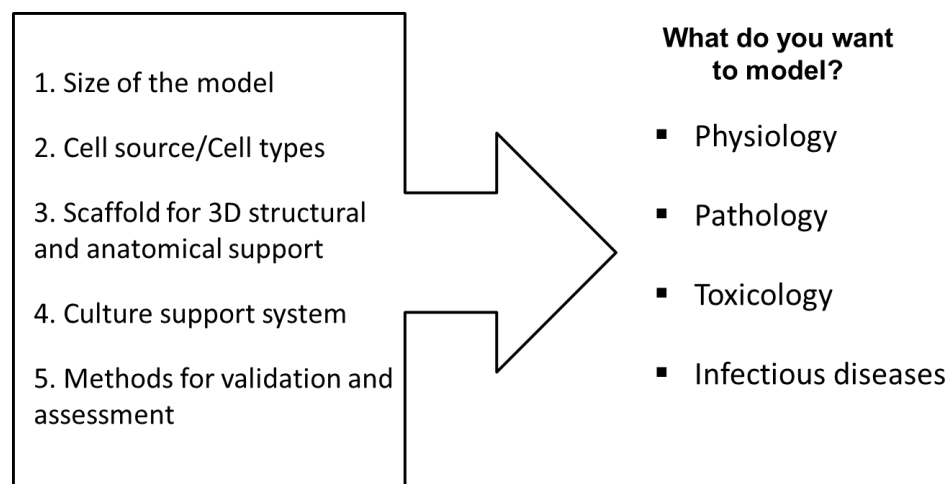 1. Size of the model
2. Cell source/Cell types
3. Scaffold for 3D structural
and anatomical support
4. Culture support system
5. Methods for validation and
assessment
What do you want
to model?
▪ Physiology
▪ Pathology
▪ Toxicology
▪ Infectious diseases